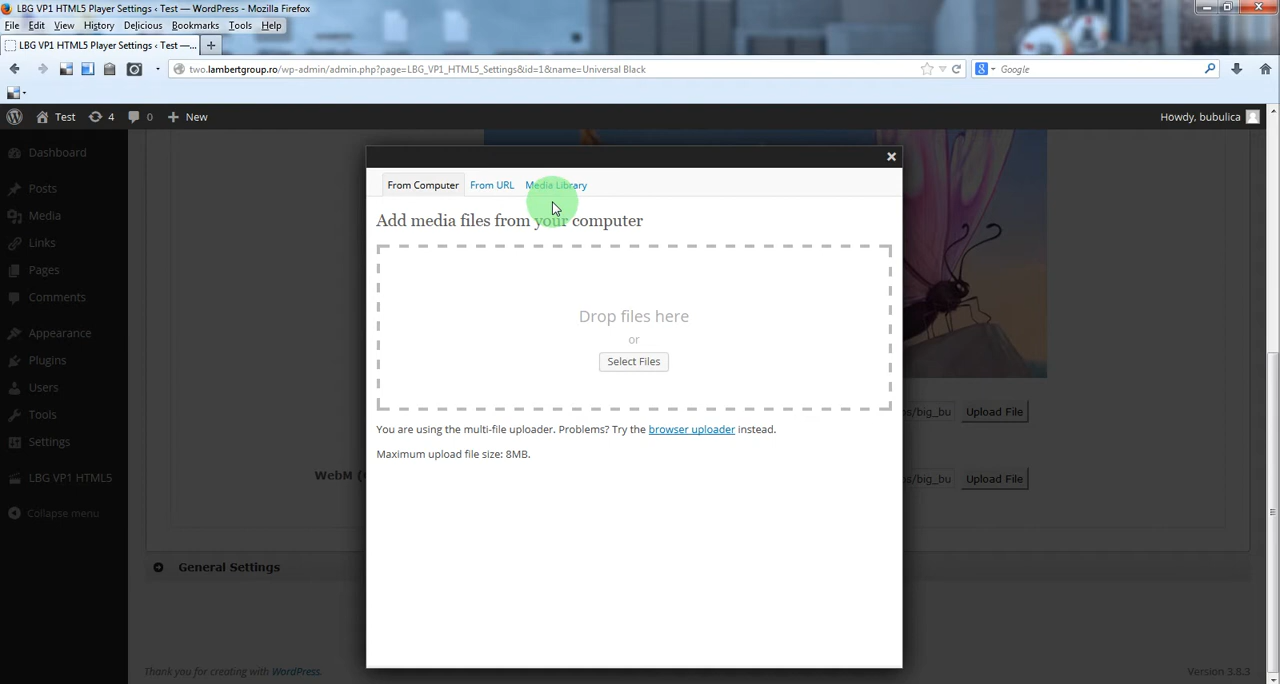 LBG VP1 HTML5 Player Settings ‹ Test — WordPress - Mozilla Firefox
File Edit View History Delicious Bookmarks Tools Help
LBG VP1 HTML5 Player Settings ‹ Test —...
two.lambertgroup.ro/wp-admin/admin.php?page=LBG_VP1_HTML5_Settings&id=1&name=Universal Black
Google
Test 4 0 New Howdy, bubulica
Dashboard
Posts
Media
Links
Pages
Comments
Appearance
Plugins
Users
Tools
Settings
LBG VP1 HTML5
Collapse menu
From Computer From URL Media Library
Add media files from your computer
Drop files here
or
Select Files
You are using the multi-file uploader. Problems? Try the browser uploader instead.
Maximum upload file size: 8MB.
os/big_bu Upload File
WebM (
os/big_bu Upload File
General Settings
Thank you for creating with WordPress.
Version 3.8.3